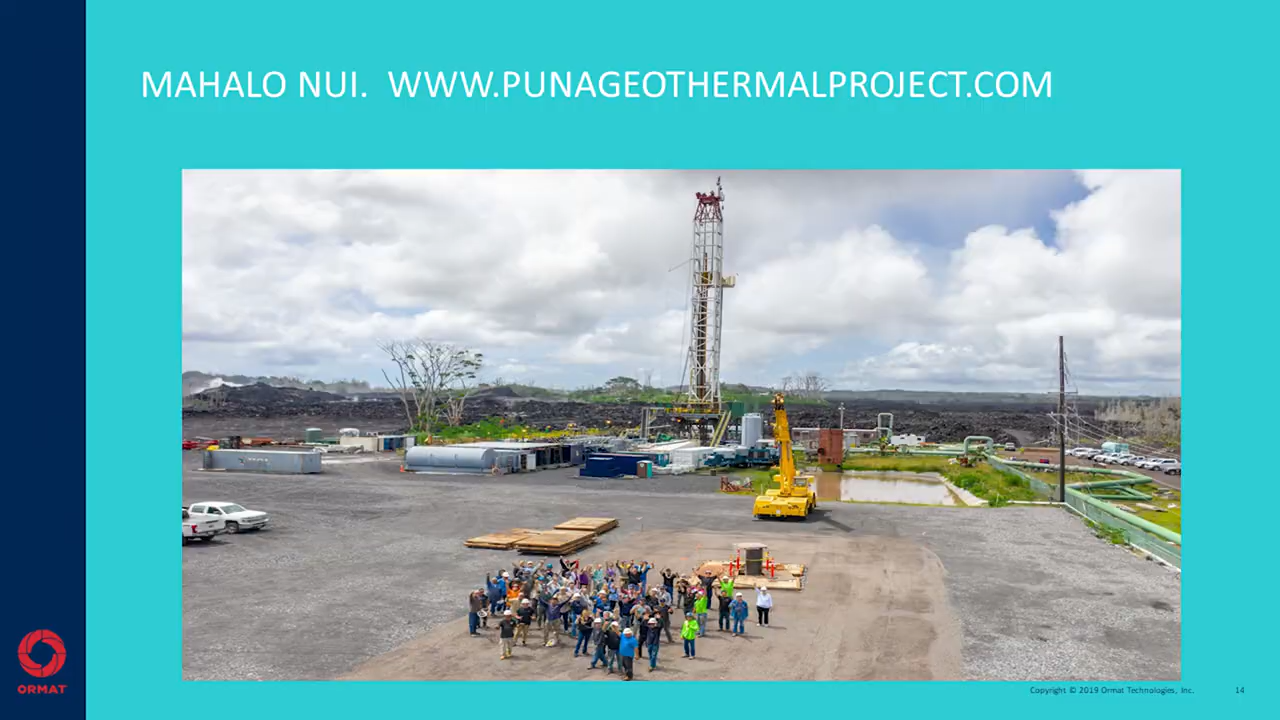 MAHALO NUI. WWW.PUNAGEOTHERMALPROJECT.COM
ORMAT
Copyright © 2019 Ormat Technologies, Inc.
14